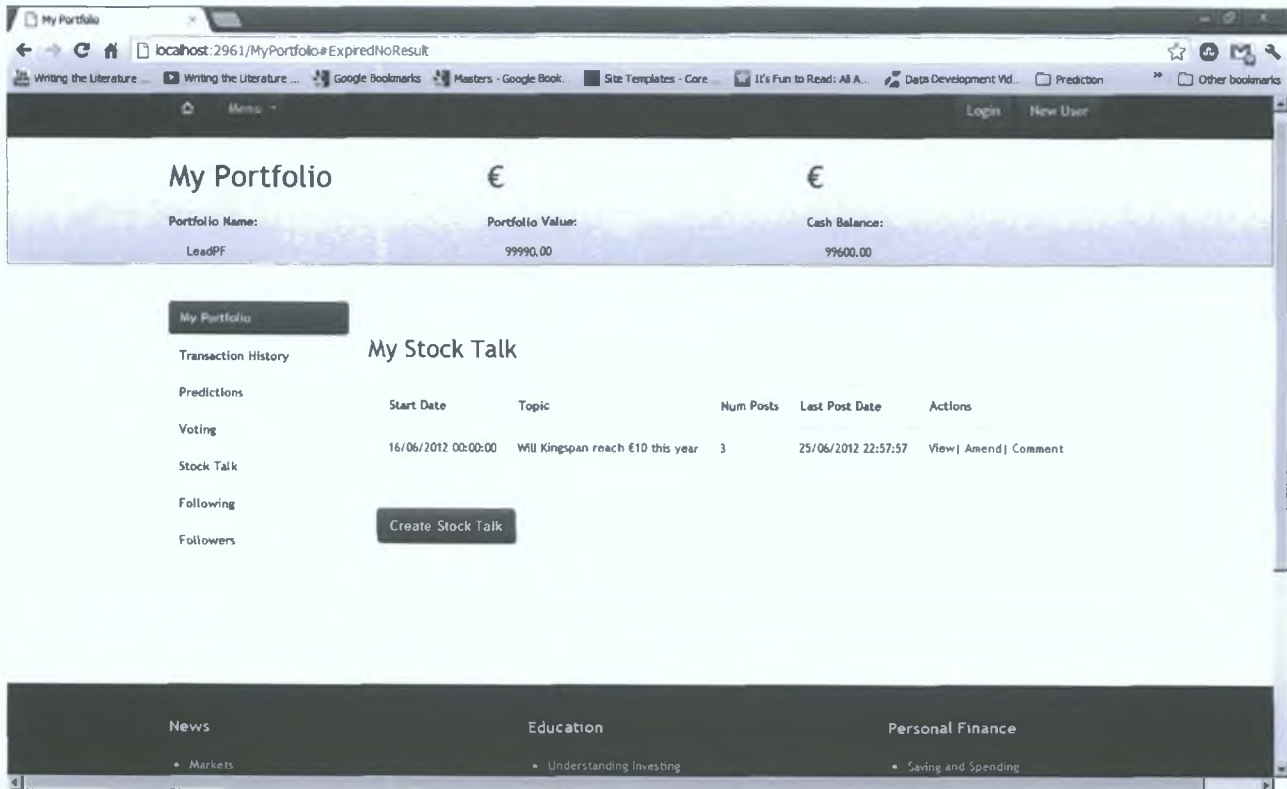 My Portfolio
localhost:2961/MyPortfolio#ExpiredNoResult
Writing the Literature ... Writing the Literature ... Google Bookmarks Masters - Google Book... Site Templates - Core ... It's Fun to Read: All A... Data Development Vid... Prediction » Other bookmarks
Menu Login New User
My Portfolio € €
Portfolio Name: Portfolio Value: Cash Balance:
LeadPF 99990.00 99600.00
My Portfolio
Transaction History
Predictions
Voting
Stock Talk
Following
Followers
My Stock Talk
Start Date Topic Num Posts Last Post Date Actions
16/06/2012 00:00:00 Will Kingspan reach €10 this year 3 25/06/2012 22:57:57 View| Amend| Comment
Create Stock Talk
News Education Personal Finance
• Markets • Understanding Investing • Saving and Spending